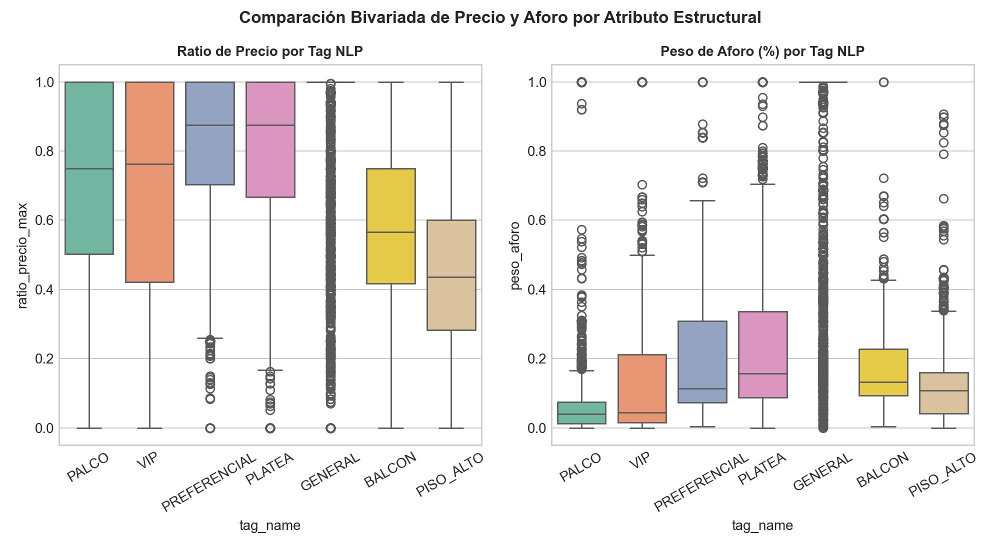 Comparación Bivariada de Precio y Aforo por Atributo Estructural
Ratio de Precio por Tag NLP
ratio_precio_max
1.0
0.8
0.6
0.4
0.2
0.0
PALCO
VIP
PREFERENCIAL
PLATEA
GENERAL
BALCON
PISO_ALTO
tag_name
Peso de Aforo (%) por Tag NLP
peso_aforo
1.0
0.8
0.6
0.4
0.2
0.0
PALCO
VIP
PREFERENCIAL
PLATEA
GENERAL
BALCON
PISO_ALTO
tag_name